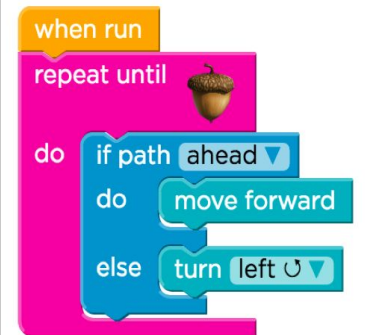 when run
repeat until
do if path ahead ▼
do move forward
else turn left ↺ ▼